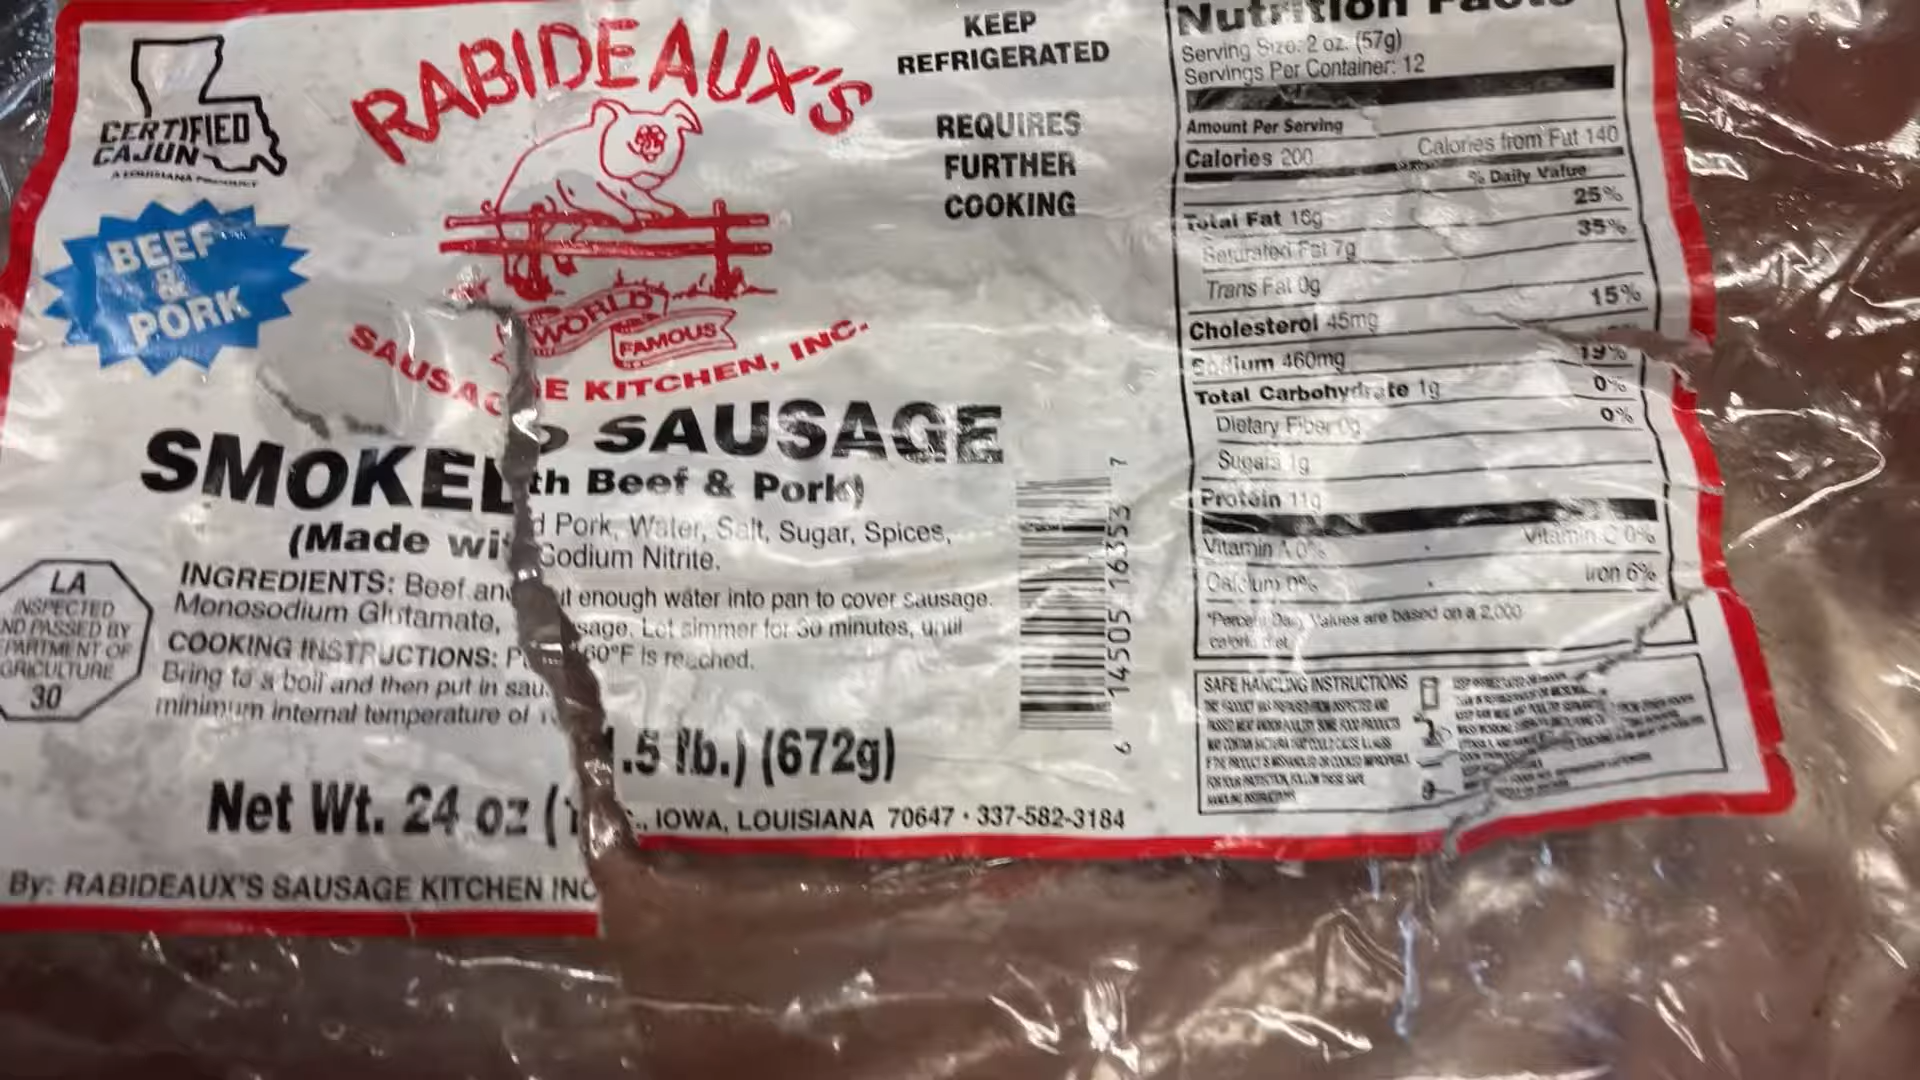 CERTIFIED
CAJUN
A LOUISIANA PRODUCT
BEEF
&
PORK
RABIDEAUX'S
WORLD
FAMOUS
SAUSAGE KITCHEN, INC.
KEEP
REFRIGERATED
REQUIRES
FURTHER
COOKING
SMOKED SAUSAGE
(Made with Beef & Pork)
INGREDIENTS: Beef and Pork, Water, Salt, Sugar, Spices,
Monosodium Glutamate, Sodium Nitrite.
COOKING INSTRUCTIONS: Put enough water into pan to cover sausage.
Bring to a boil and then put in sausage. Let simmer for 30 minutes, until
minimum internal temperature of 160°F is reached.
LA
INSPECTED
AND PASSED BY
DEPARTMENT OF
AGRICULTURE
30
Net Wt. 24 oz (1.5 lb.) (672g)
By: RABIDEAUX'S SAUSAGE KITCHEN INC., IOWA, LOUISIANA 70647 • 337-582-3184
6 14505 16353 7
Nutrition Facts
Serving Size: 2 oz. (57g)
Servings Per Container: 12
Amount Per Serving
Calories 200 Calories from Fat 140
% Daily Value
Total Fat 16g 25%
Saturated Fat 7g 35%
Trans Fat 0g
Cholesterol 45mg 15%
Sodium 460mg 19%
Total Carbohydrate 1g 0%
Dietary Fiber 0g 0%
Sugars 1g
Protein 11g
Vitamin A 0% • Vitamin C 0%
Calcium 0% • Iron 6%
*Percent Daily Values are based on a 2,000
calorie diet.
SAFE HANDLING INSTRUCTIONS